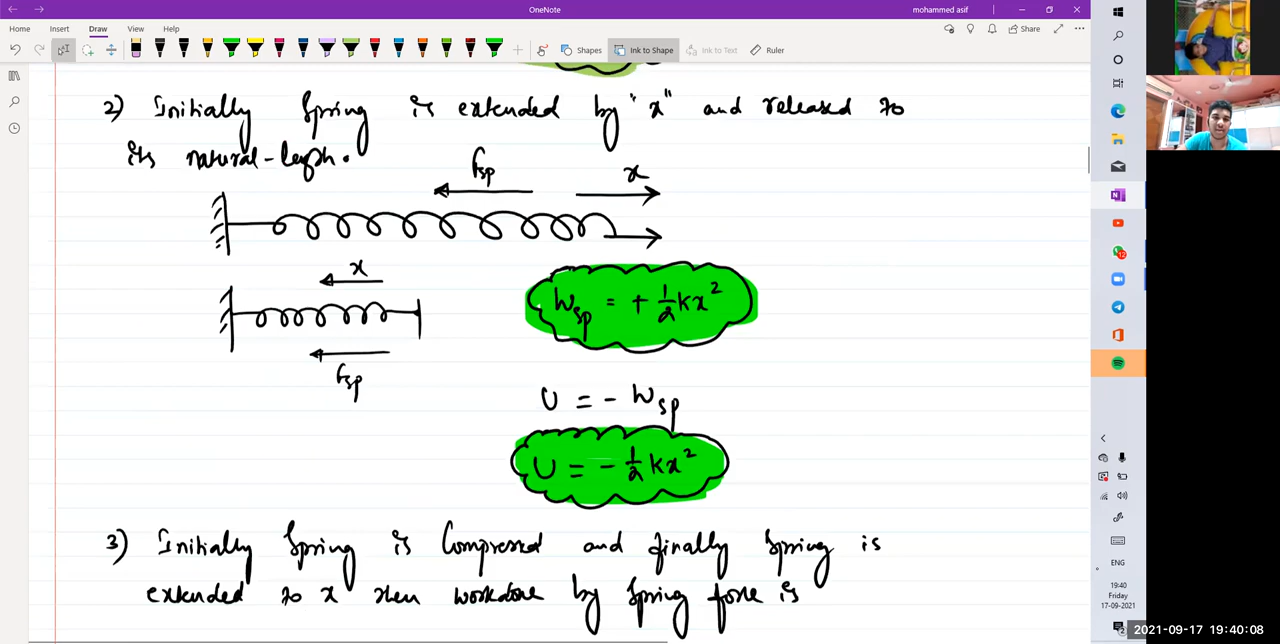 OneNote
mohammed asif
Home Insert Draw View Help
Share
Shapes Ink to Shape Ink to Text Ruler
2) Initially Spring is extended by "x" and released to
its natural-length.
Fsp x
x
Wsp = + 1/2 kx²
Fsp
U = - Wsp
U = - 1/2 kx²
3) Initially Spring is Compressed and finally Spring is
extended to x then workdone by Spring force is
12
ENG
19:40
Friday
17-09-2021
2
2021-09-17 19:40:08